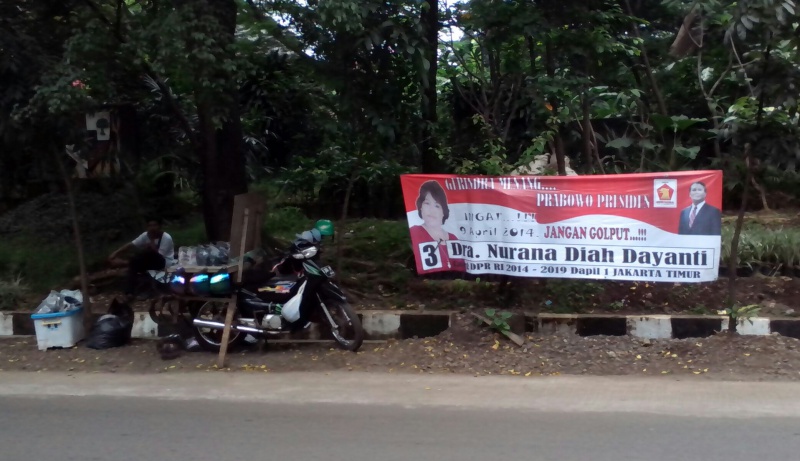 GERINDRA MENANG....
PRABOWO PRESIDEN
INGAT...!!!
9 April 2014. JANGAN GOLPUT...!!!
3 Dra. Nurana Diah Dayanti
DPR RI 2014 - 2019 Dapil 1 JAKARTA TIMUR